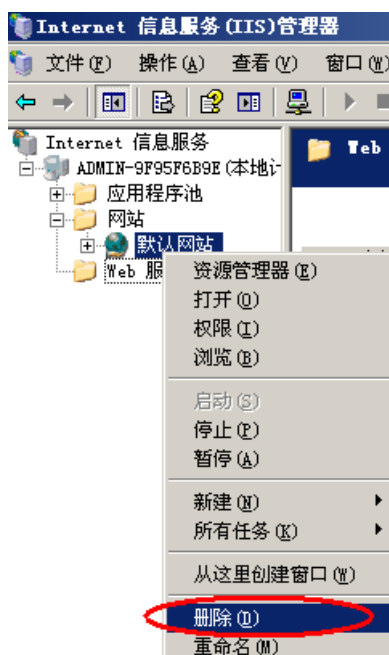 Internet 信息服务(IIS)管理器
文件(F) 操作(A) 查看(V) 窗口(W)
Internet 信息服务
ADMIN-9F95F6B9E(本地计
应用程序池
网站
默认网站
Web 服
Web
资源管理器(E)
打开(O)
权限(I)
浏览(B)
启动(S)
停止(P)
暂停(A)
新建(N)
所有任务(K)
从这里创建窗口(W)
删除(D)
重命名(M)